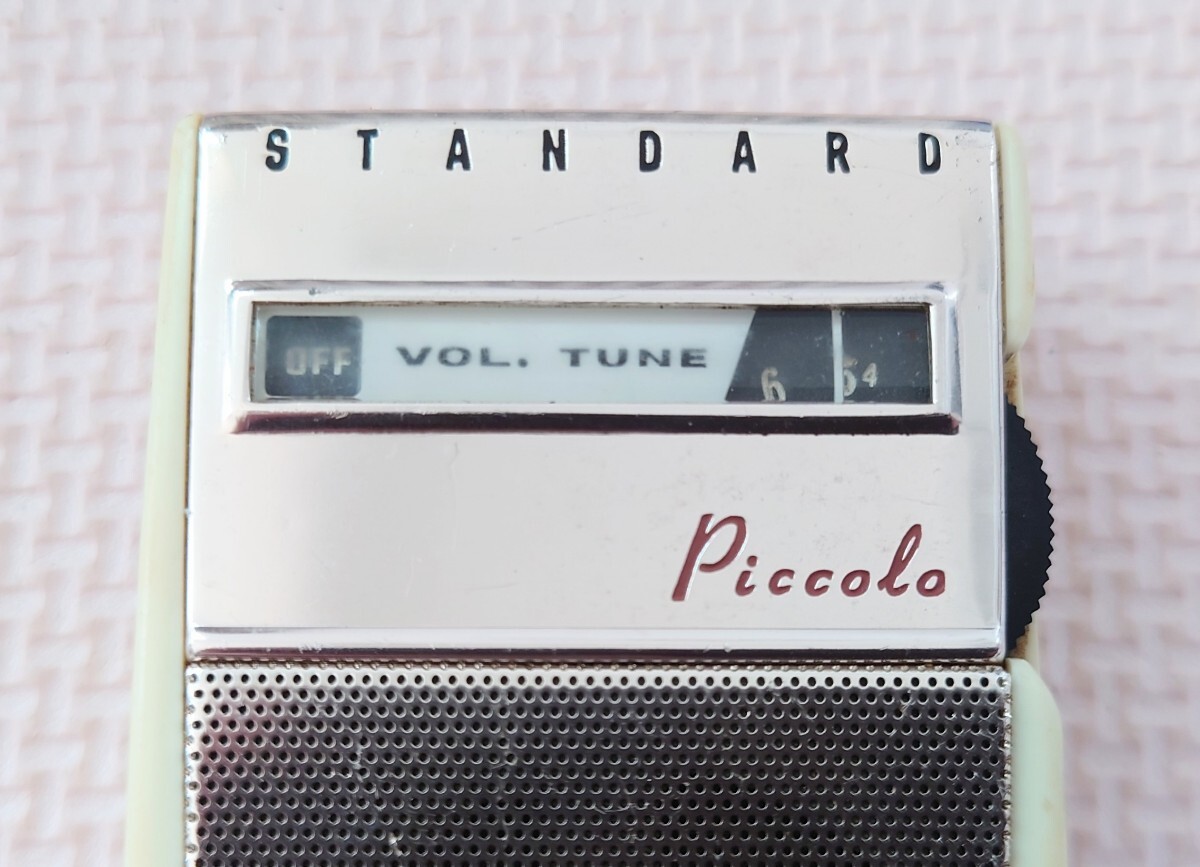 STANDARD
OFF VOL. TUNE 6 54
Piccolo